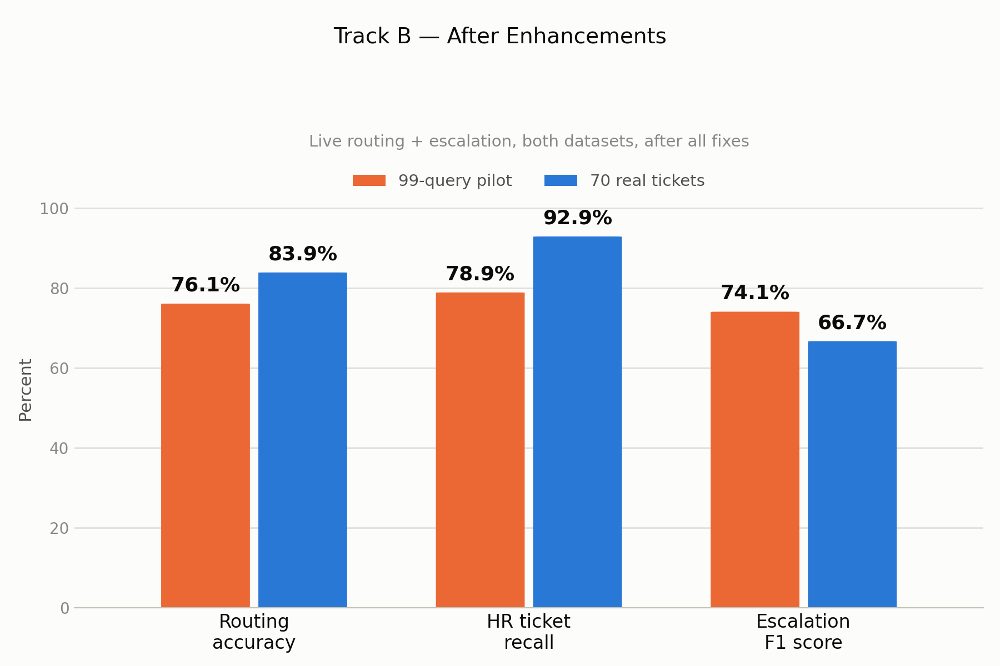 Track B — After Enhancements
Live routing + escalation, both datasets, after all fixes
99-query pilot
70 real tickets
Percent
100
80
60
40
20
0
76.1%
83.9%
78.9%
92.9%
74.1%
66.7%
Routing
accuracy
HR ticket
recall
Escalation
F1 score